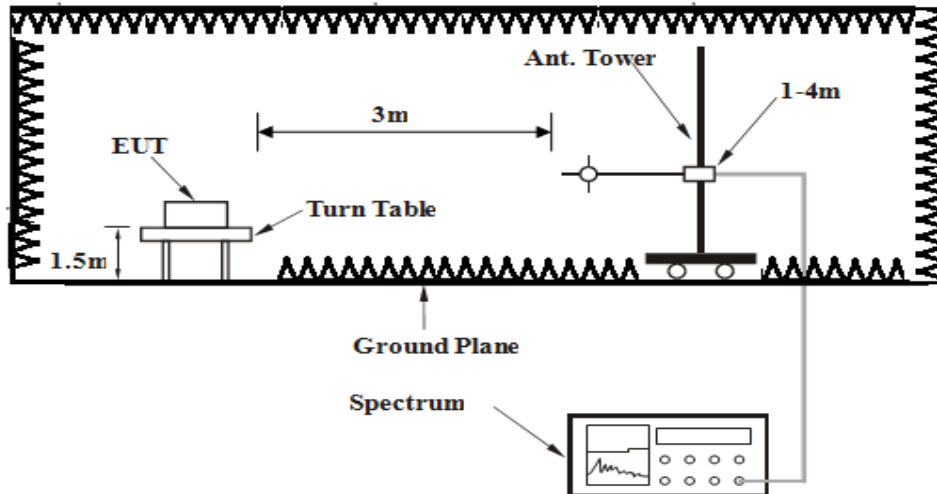 Ant. Tower
1-4m
3m
EUT
Turn Table
1.5m
Ground Plane
Spectrum